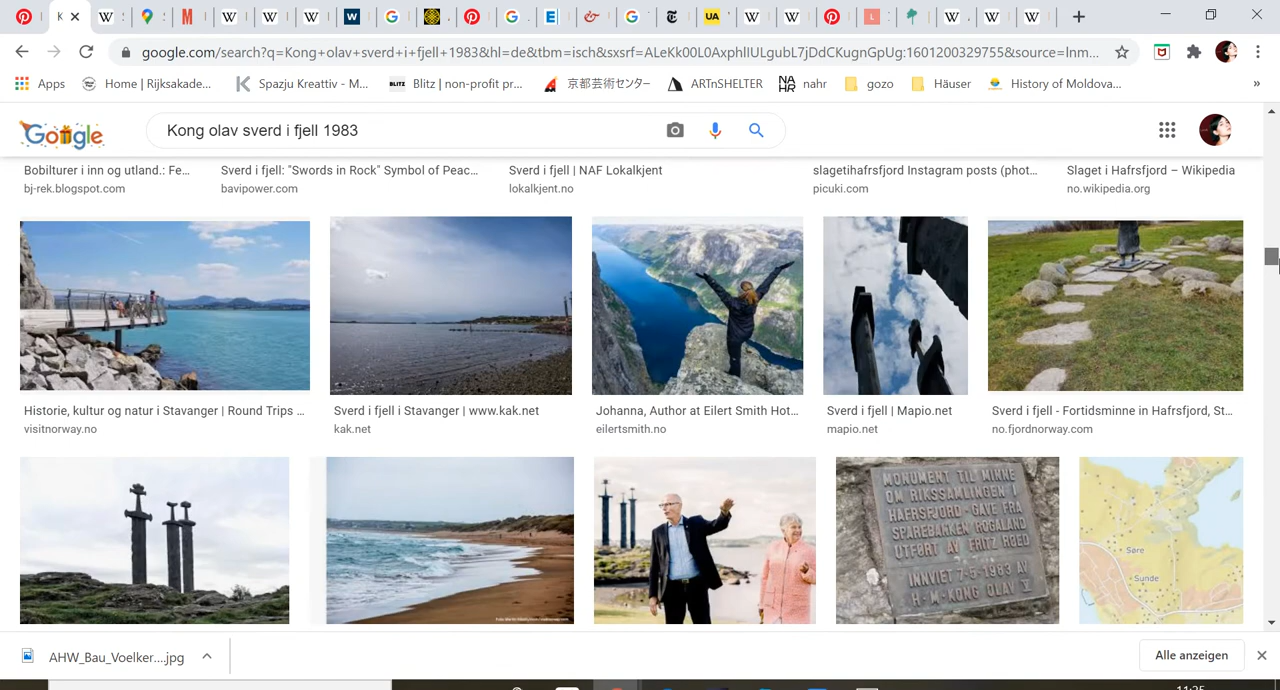 google.com/search?q=Kong+olav+sverd+i+fjell+1983&hl=de&tbm=isch&sxsrf=ALeKk00L0AxphlIULgubL7jDdCKugnGpUg:1601200329755&source=lnm...
Apps
Home | Rijksakade...
Spazju Kreattiv - M...
BLITZ
Blitz | non-profit pr...
京都芸術センター
ARTnSHELTER
NA
HR
nahr
gozo
Häuser
History of Moldova...
»
Google
Kong olav sverd i fjell 1983
Bobilturer i inn og utland.: Fe...
Sverd i fjell: "Swords in Rock" Symbol of Peac...
Sverd i fjell | NAF Lokalkjent
slagetihafrsfjord Instagram posts (phot...
Slaget i Hafrsfjord – Wikipedia
bj-rek.blogspot.com
bavipower.com
lokalkjent.no
picuki.com
no.wikipedia.org
Historie, kultur og natur i Stavanger | Round Trips ...
Sverd i fjell i Stavanger | www.kak.net
Johanna, Author at Eilert Smith Hot...
Sverd i fjell | Mapio.net
Sverd i fjell - Fortidsminne in Hafrsfjord, St...
visitnorway.no
kak.net
eilertsmith.no
mapio.net
no.fjordnorway.com
MONUMENT TIL MINNE
OM RIKSSAMLINGEN I
HAFRSFJORD · GAVE FRA
SPAREBANKEN ROGALAND
UTFØRT AV FRITZ RØED
INNVIET 7-5-1983 AV
H·M·KONG OLAV V
Søre
Sunde
AHW_Bau_Voelker....jpg
Alle anzeigen